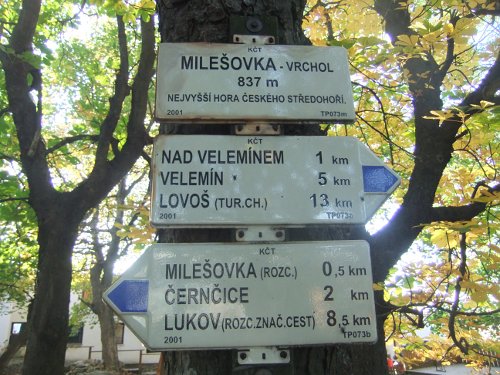 KČT
MILEŠOVKA - VRCHOL
837 m
NEJVYŠŠÍ HORA ČESKÉHO STŘEDOHOŘÍ.
2001 TP073m
KČT
NAD VELEMÍNEM 1 km
VELEMÍN 5 km
LOVOŠ (TUR.CH.) 13 km
2001 TP073a
KČT
MILEŠOVKA (ROZC.) 0,5 km
ČERNČICE 2 km
LUKOV (ROZC.ZNAČ.CEST) 8,5 km
2001 TP073b